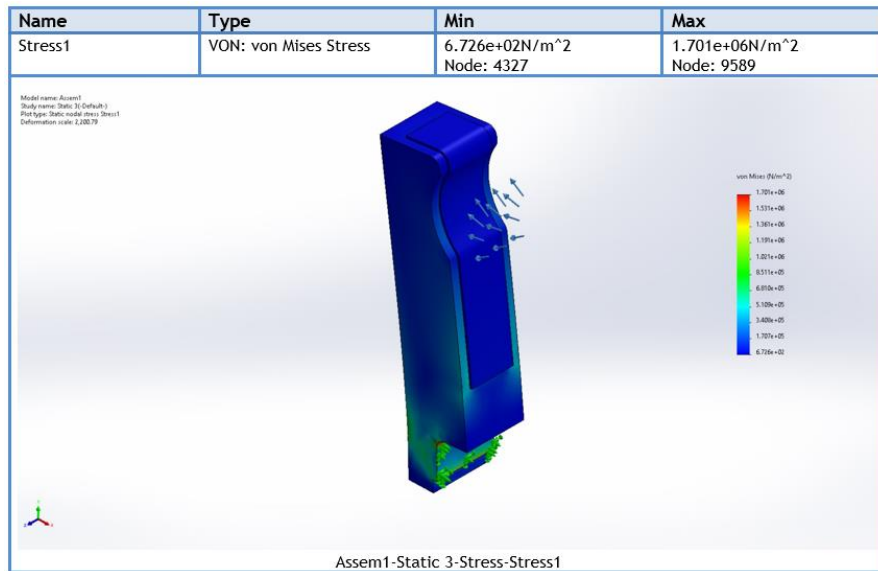 Name Type Min Max
Stress1 VON: von Mises Stress 6.726e+02N/m^2 1.701e+06N/m^2
Node: 4327 Node: 9589
Model name: Assem1
Study name: Static 3(-Default-)
Plot type: Static nodal stress Stress1
Deformation scale: 2,200.79
von Mises (N/m^2)
1.701e+06
1.531e+06
1.361e+06
1.191e+06
1.021e+06
8.511e+05
6.810e+05
5.109e+05
3.408e+05
1.707e+05
6.726e+02
Assem1-Static 3-Stress-Stress1